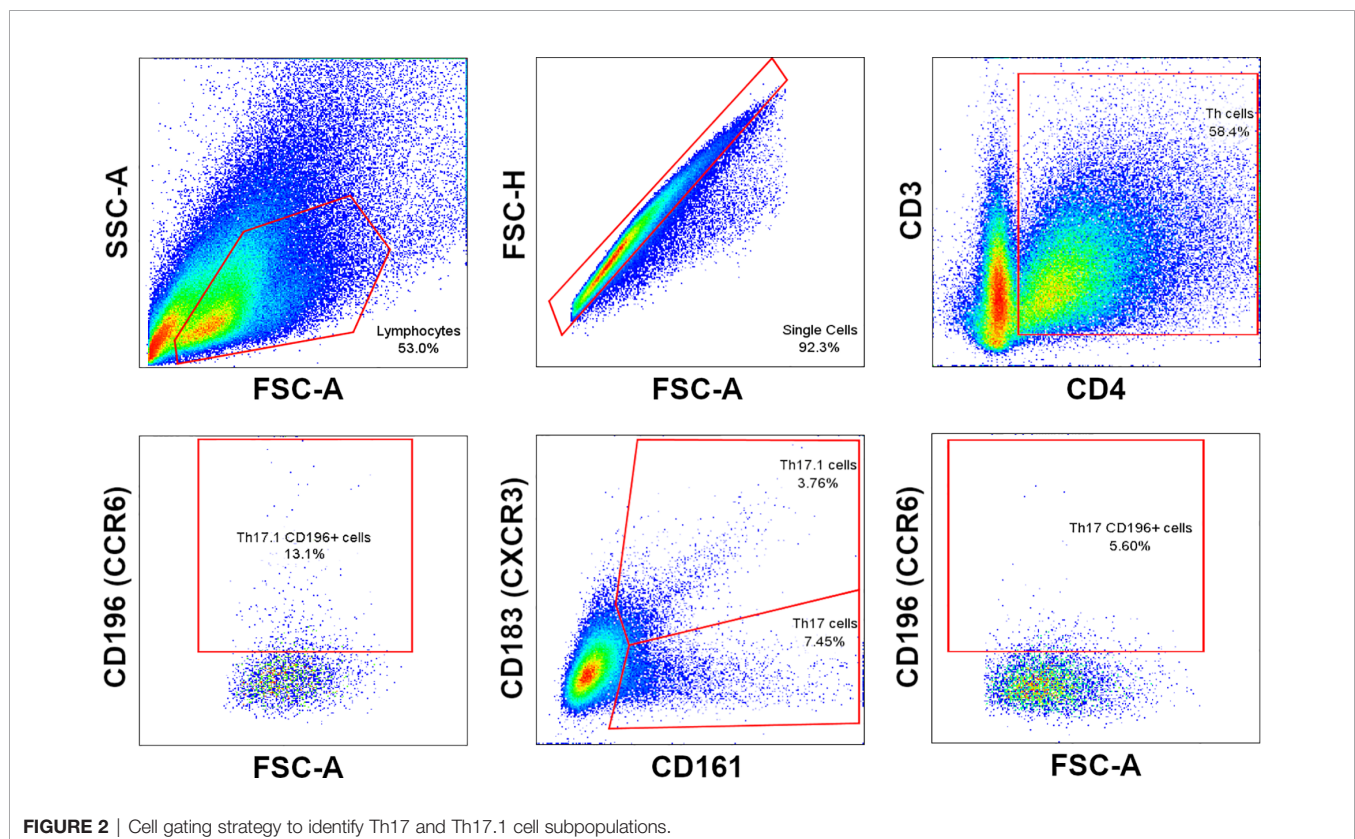 SSC-A
Lymphocytes
53.0%
FSC-A
FSC-H
Single Cells
92.3%
FSC-A
CD3
Th cells
58.4%
CD4
CD196 (CCR6)
Th17.1 CD196+ cells
13.1%
FSC-A
CD183 (CXCR3)
Th17.1 cells
3.76%
Th17 cells
7.45%
CD161
CD196 (CCR6)
Th17 CD196+ cells
5.60%
FSC-A
FIGURE 2 | Cell gating strategy to identify Th17 and Th17.1 cell subpopulations.